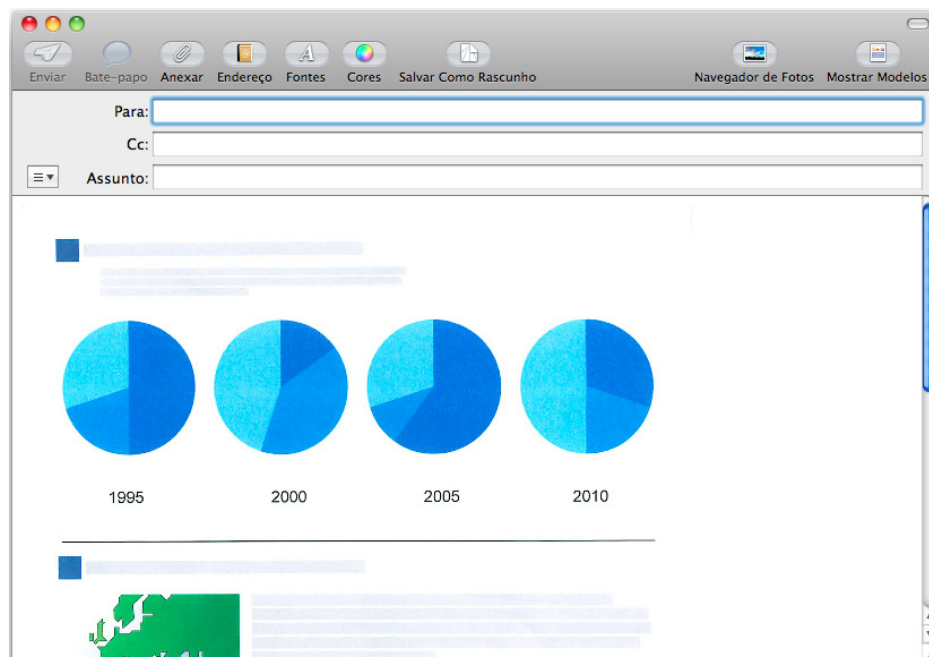 Enviar Bate-papo Anexar Endereço Fontes Cores Salvar Como Rascunho Navegador de Fotos Mostrar Modelos
Para:
Cc:
Assunto:
1995 2000 2005 2010